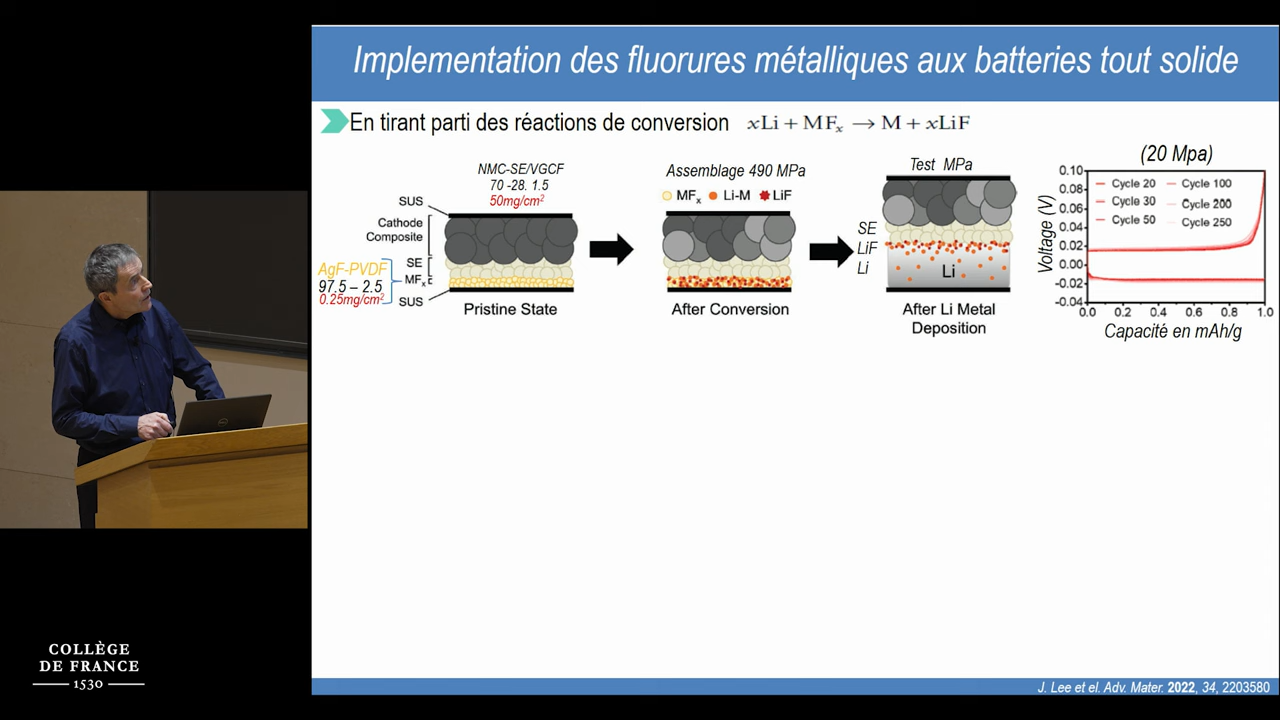 Implementation des fluorures métalliques aux batteries tout solide
En tirant parti des réactions de conversion xLi + MFx → M + xLiF
NMC-SE/VGCF
70 -28. 1.5
50mg/cm2
SUS
Cathode
Composite
SE
MFx
SUS
AgF-PVDF
97.5 – 2.5
0.25mg/cm2
Pristine State
Assemblage 490 MPa
MFx Li-M LiF
After Conversion
Test MPa
SE
LiF
Li
Li
After Li Metal
Deposition
(20 Mpa)
Voltage (V)
0.10
0.08
0.06
0.04
0.02
0.00
-0.02
-0.04
Cycle 20 Cycle 100
Cycle 30 Cycle 200
Cycle 50 Cycle 250
0.0 0.2 0.4 0.6 0.8 1.0
Capacité en mAh/g
COLLÈGE
DE FRANCE
1530
J. Lee et el. Adv. Mater. 2022, 34, 2203580